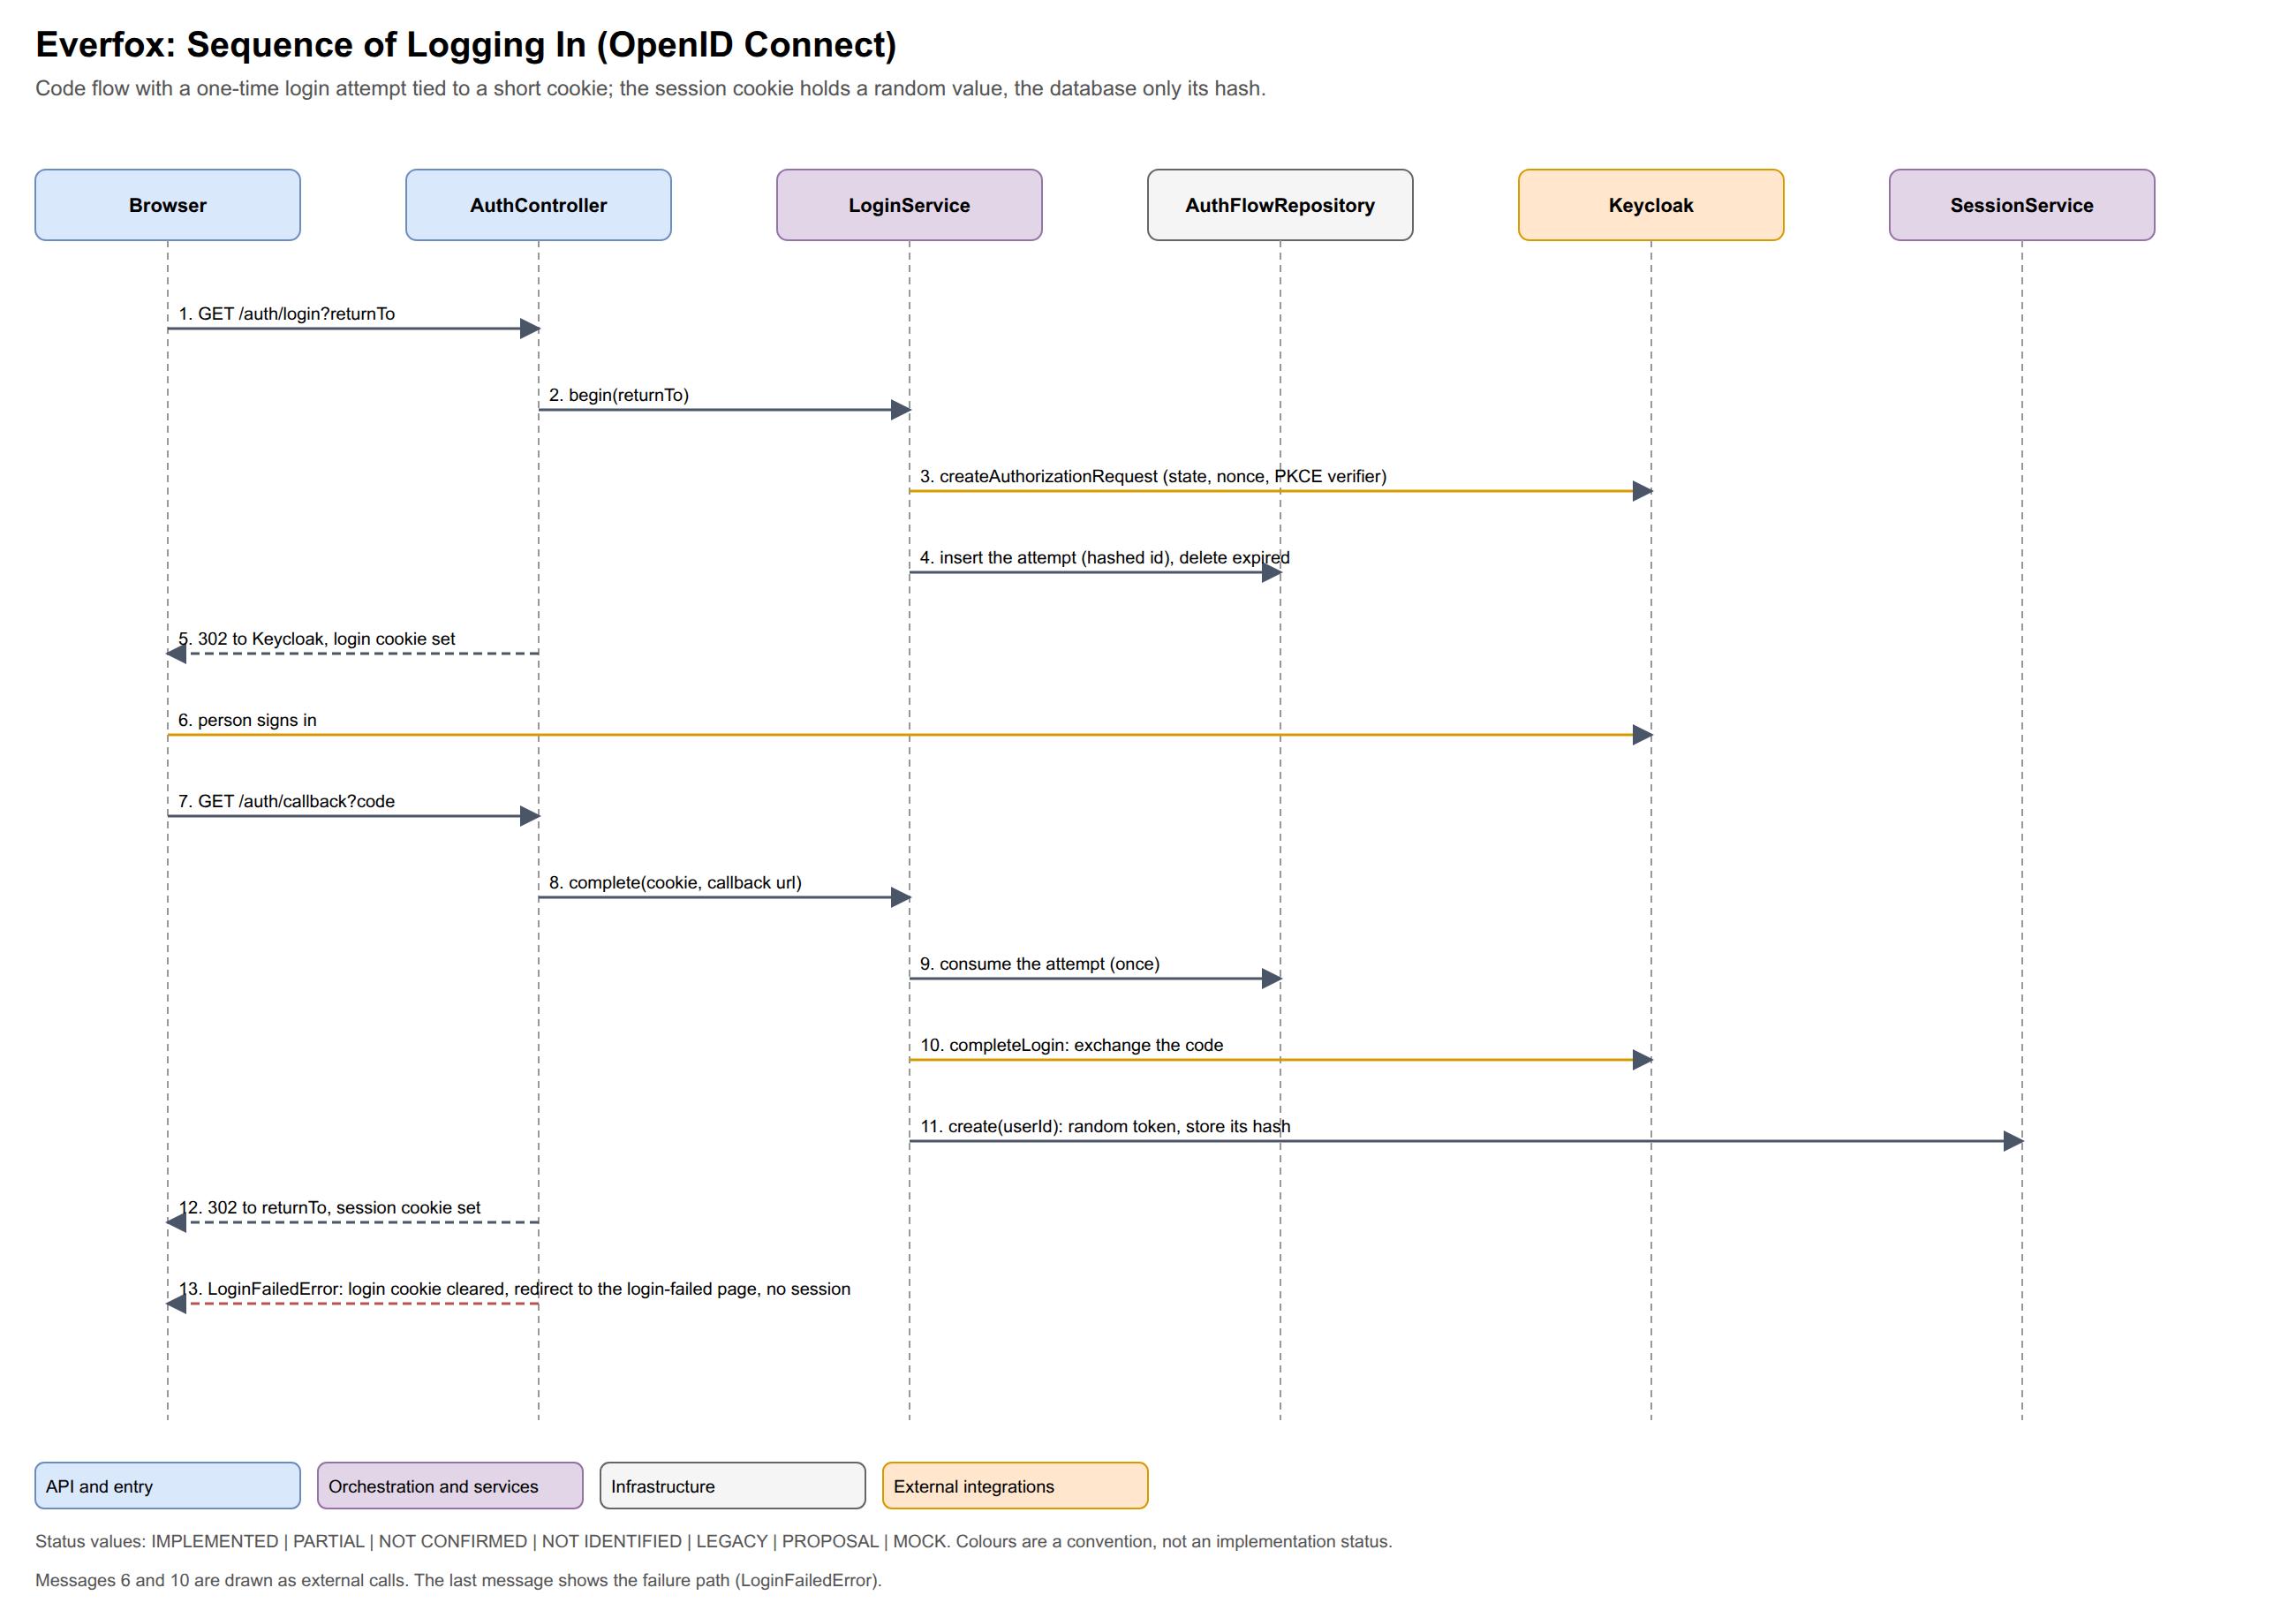 Everfox: Sequence of Logging In (OpenID Connect)
Code flow with a one-time login attempt tied to a short cookie; the session cookie holds a random value, the database only its hash.
Browser
AuthController
LoginService
AuthFlowRepository
Keycloak
SessionService
1. GET /auth/login?returnTo
2. begin(returnTo)
3. createAuthorizationRequest (state, nonce, PKCE verifier)
4. insert the attempt (hashed id), delete expired
5. 302 to Keycloak, login cookie set
6. person signs in
7. GET /auth/callback?code
8. complete(cookie, callback url)
9. consume the attempt (once)
10. completeLogin: exchange the code
11. create(userId): random token, store its hash
12. 302 to returnTo, session cookie set
13. LoginFailedError: login cookie cleared, redirect to the login-failed page, no session
API and entry
Orchestration and services
Infrastructure
External integrations
Status values: IMPLEMENTED | PARTIAL | NOT CONFIRMED | NOT IDENTIFIED | LEGACY | PROPOSAL | MOCK. Colours are a convention, not an implementation status.
Messages 6 and 10 are drawn as external calls. The last message shows the failure path (LoginFailedError).